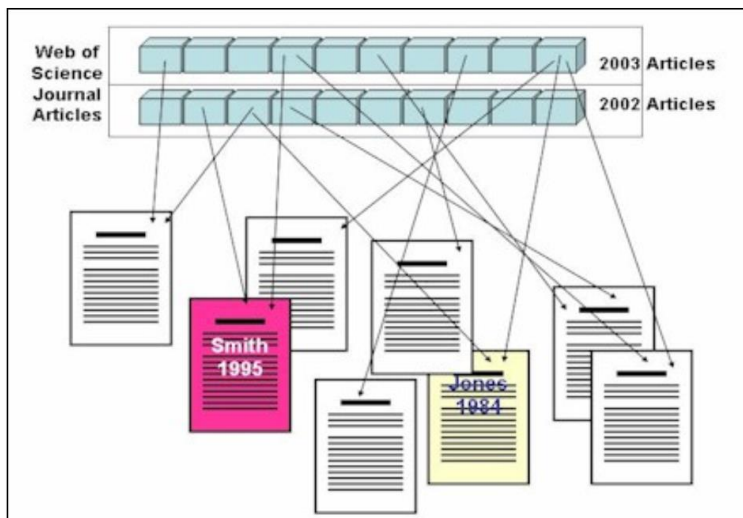 Web of
Science
Journal
Articles
2003 Articles
2002 Articles
Smith
1995
Jones
1984